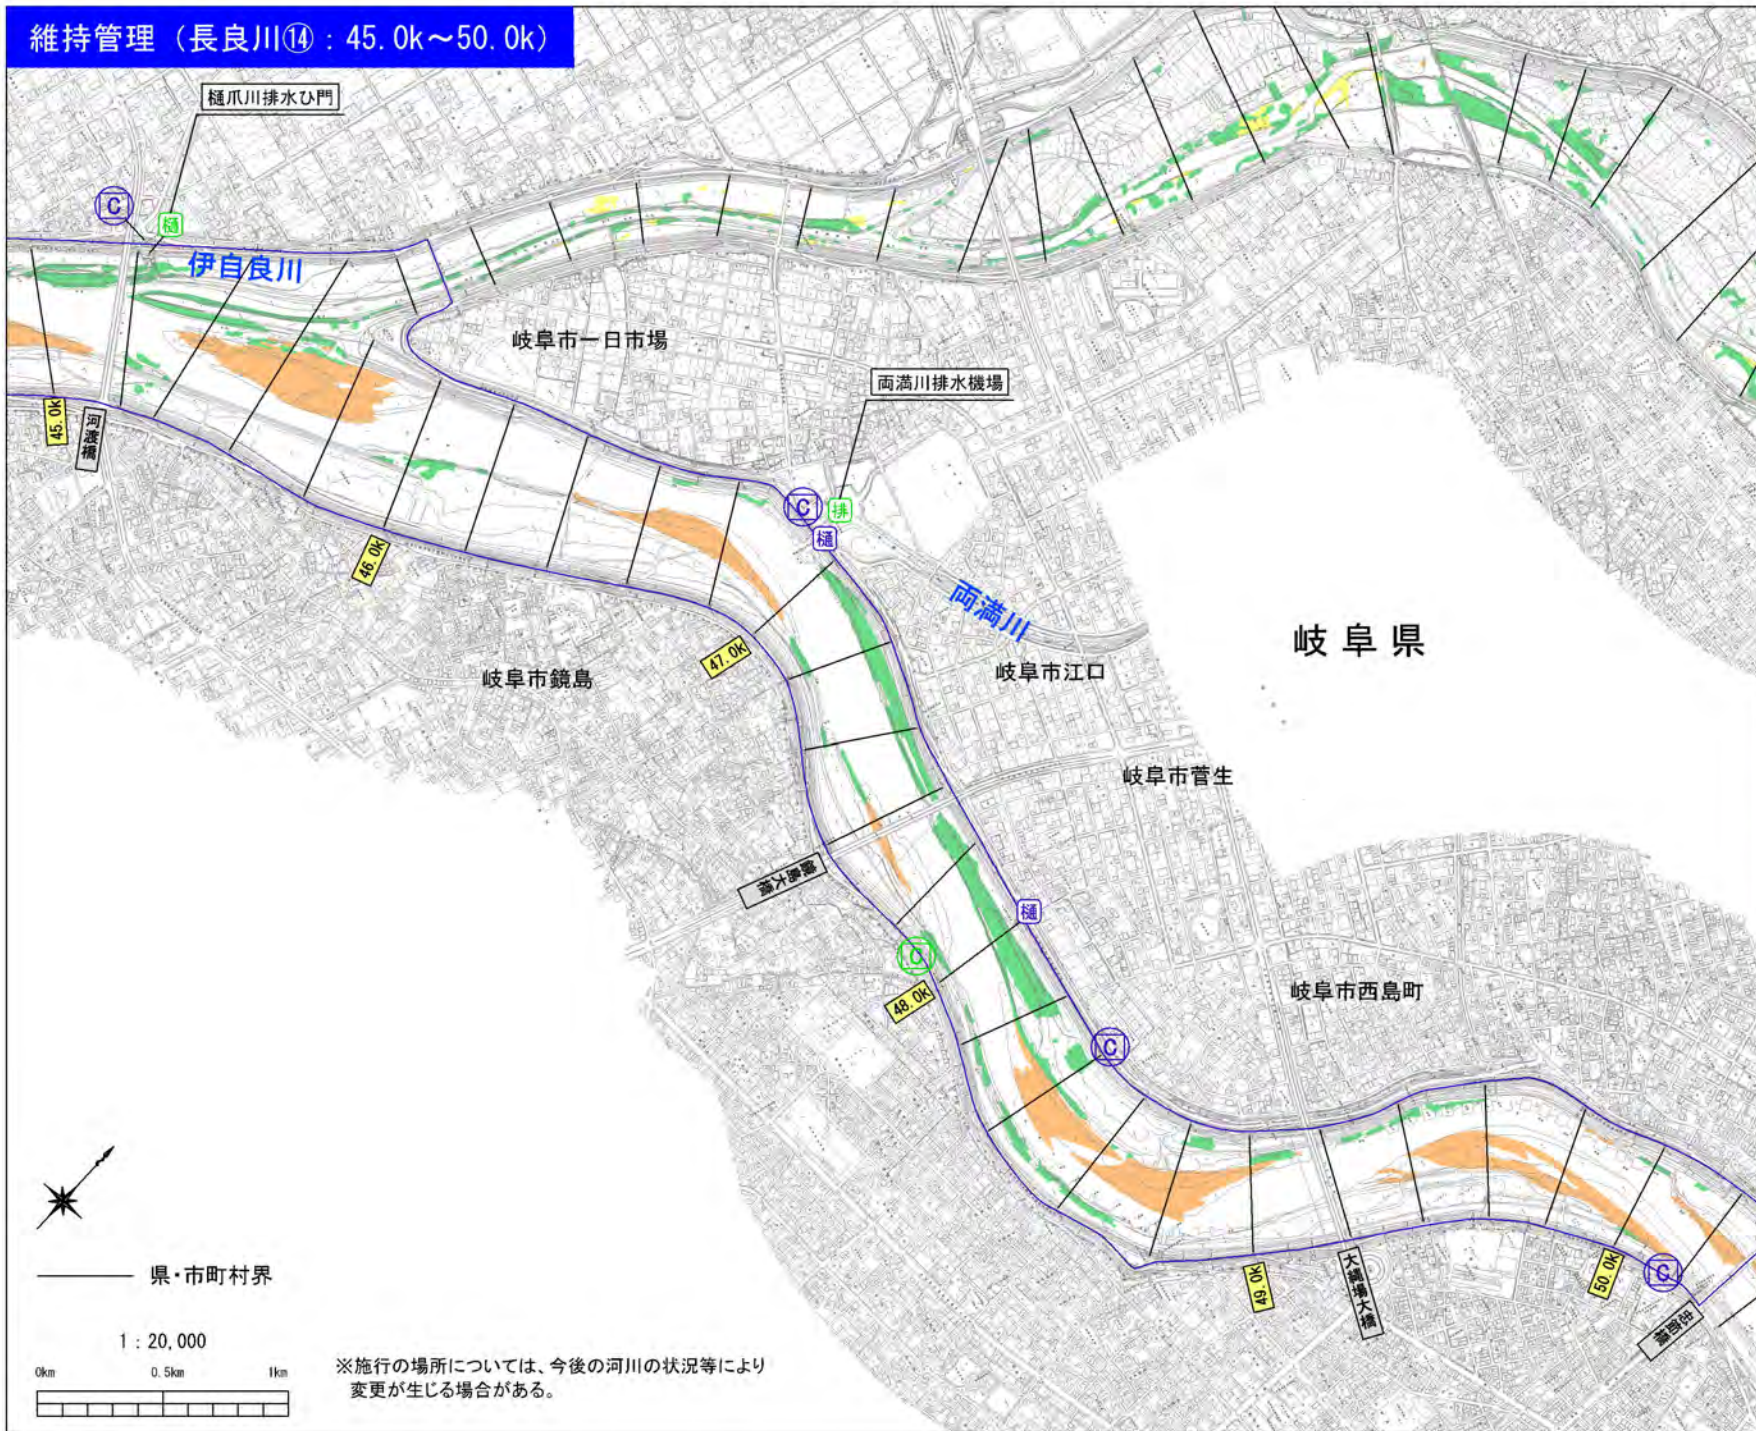 維持管理（長良川⑭：45.0k～50.0k）
樋爪川排水ひ門
C
樋
伊自良川
岐阜市一日市場
両満川排水機場
45.0k
河渡橋
C
排
樋
46.0k
両満川
岐阜県
47.0k
岐阜市鏡島
岐阜市江口
岐阜市菅生
鏡島大橋
樋
C
48.0k
岐阜市西島町
C
49.0k
大縄場大橋
50.0k
C
忠節橋
県・市町村界
1：20,000
0km 0.5km 1km
※施行の場所については、今後の河川の状況等により
変更が生じる場合がある。